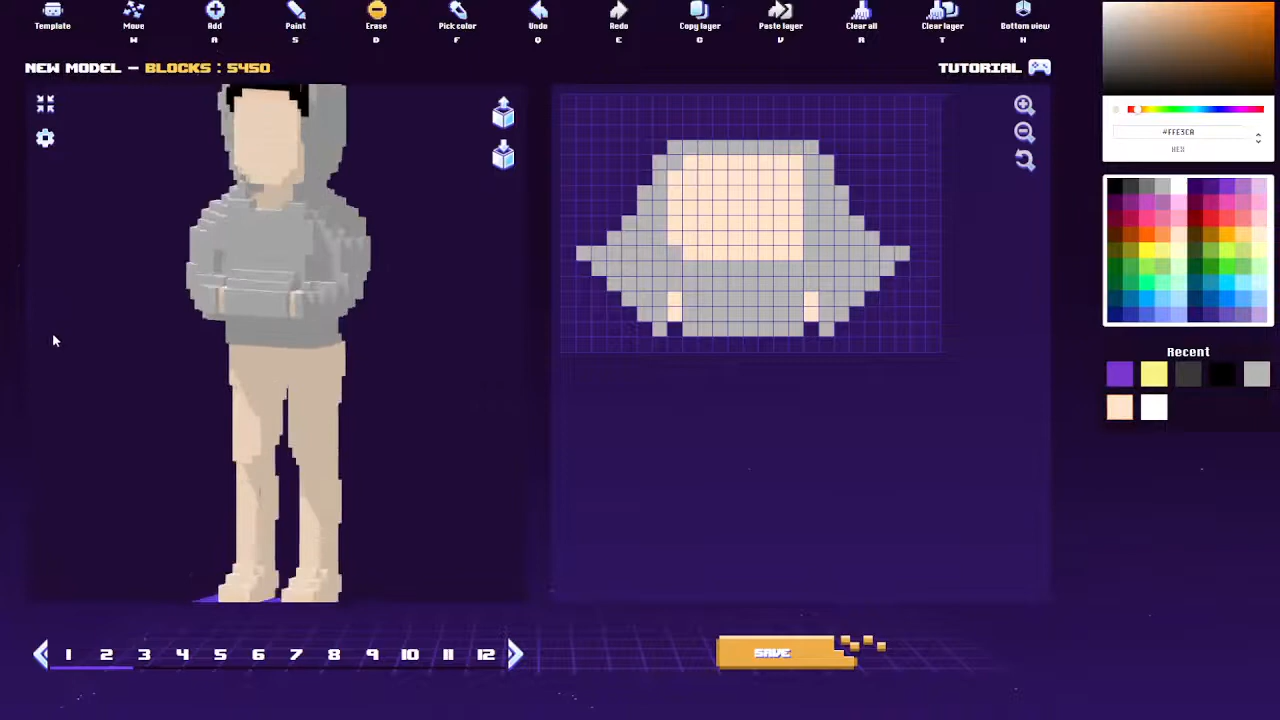 Template Move Add Paint Erase Pick color Undo Redo Copy layer Paste layer Clear all Clear layer Bottom view
M A S D F Q E C V R T H
NEW MODEL – BLOCKS : 5450
TUTORIAL
#FFE3CR
HEX
Recent
1 2 3 4 5 6 7 8 9 10 11 12
SAVE